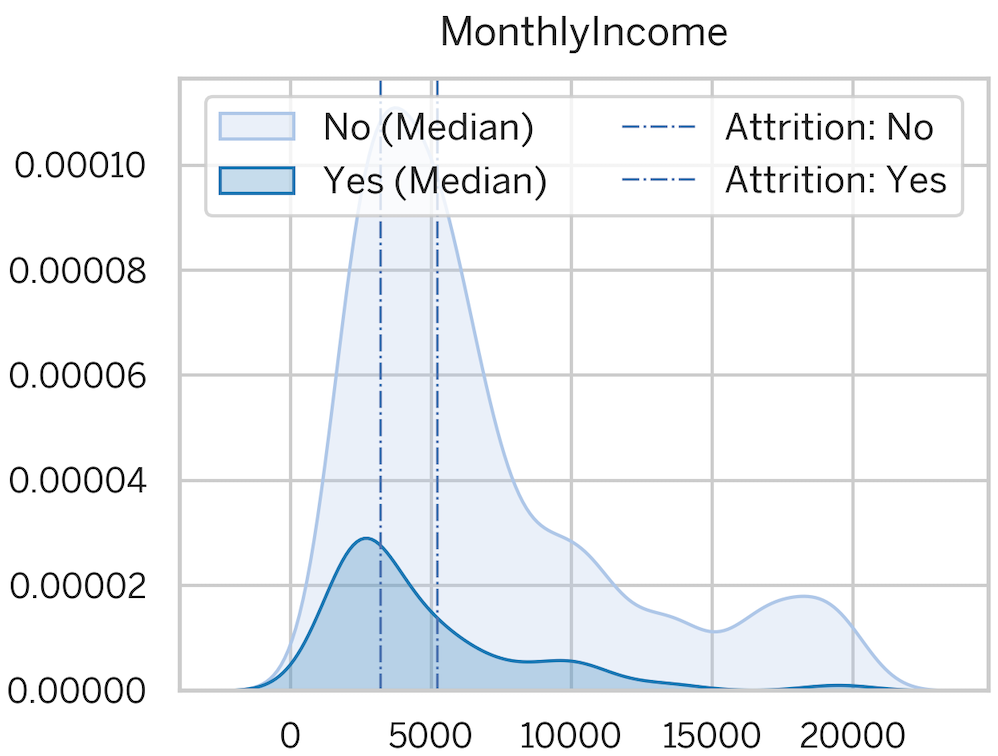 MonthlyIncome
No (Median) Attrition: No
Yes (Median) Attrition: Yes
0.00010
0.00008
0.00006
0.00004
0.00002
0.00000
0 5000 10000 15000 20000